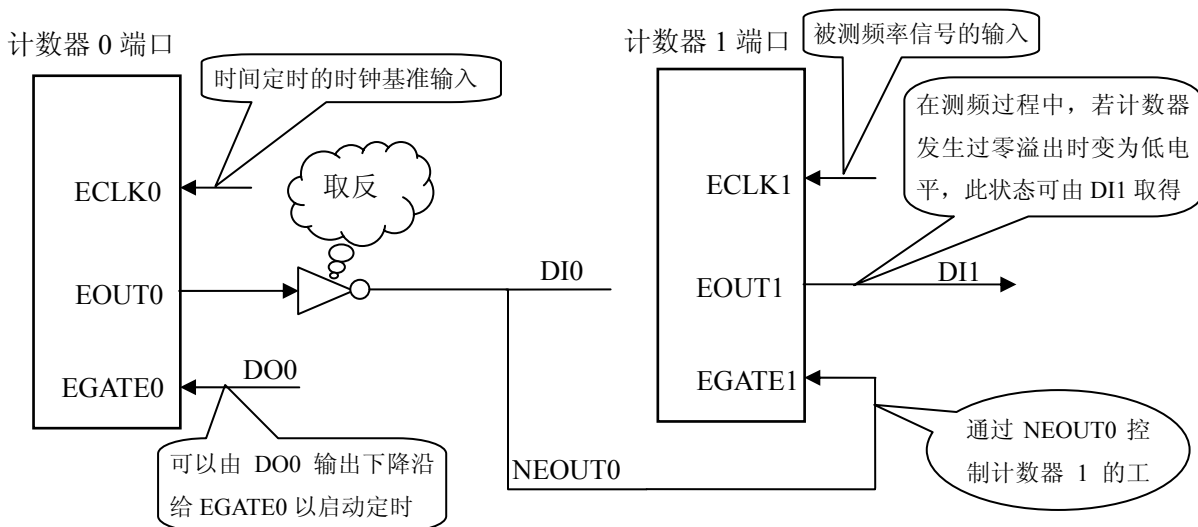 计数器 0 端口
时间定时的时钟基准输入
ECLK0
取反
EOUT0
DI0
EGATE0
DO0
可以由 DO0 输出下降沿
给 EGATE0 以启动定时
NEOUT0
计数器 1 端口
被测频率信号的输入
在测频过程中，若计数器
发生过零溢出时变为低电
平，此状态可由 DI1 取得
ECLK1
EOUT1
DI1
EGATE1
通过 NEOUT0 控
制计数器 1 的工